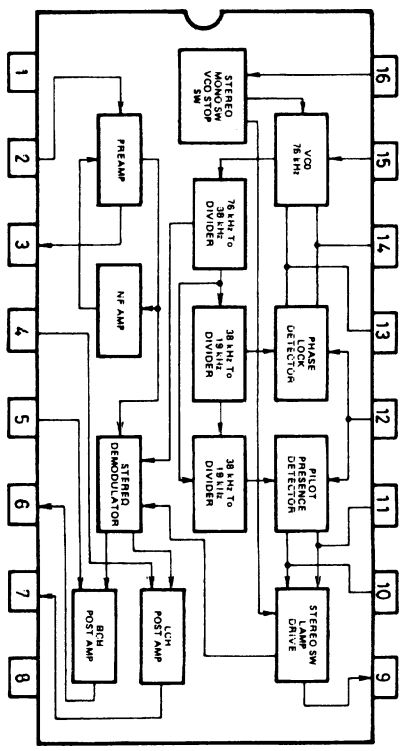 1
2
3
4
5
6
7
8
16
15
14
13
12
11
10
9
STEREO
MONO SW
VCO STOP
SW
VCO
76 kHz
PREAMP
76 kHz To
38 kHz
DIVIDER
NF AMP
38 kHz To
19 kHz
DIVIDER
PHASE
LOCK
DETECTOR
STEREO
DEMODULATOR
38 kHz To
19 kHz
DIVIDER
PILOT
PRESENCE
DETECTOR
RCH
POST AMP
LCH
POST AMP
STEREO SW
LAMP
DRIVE